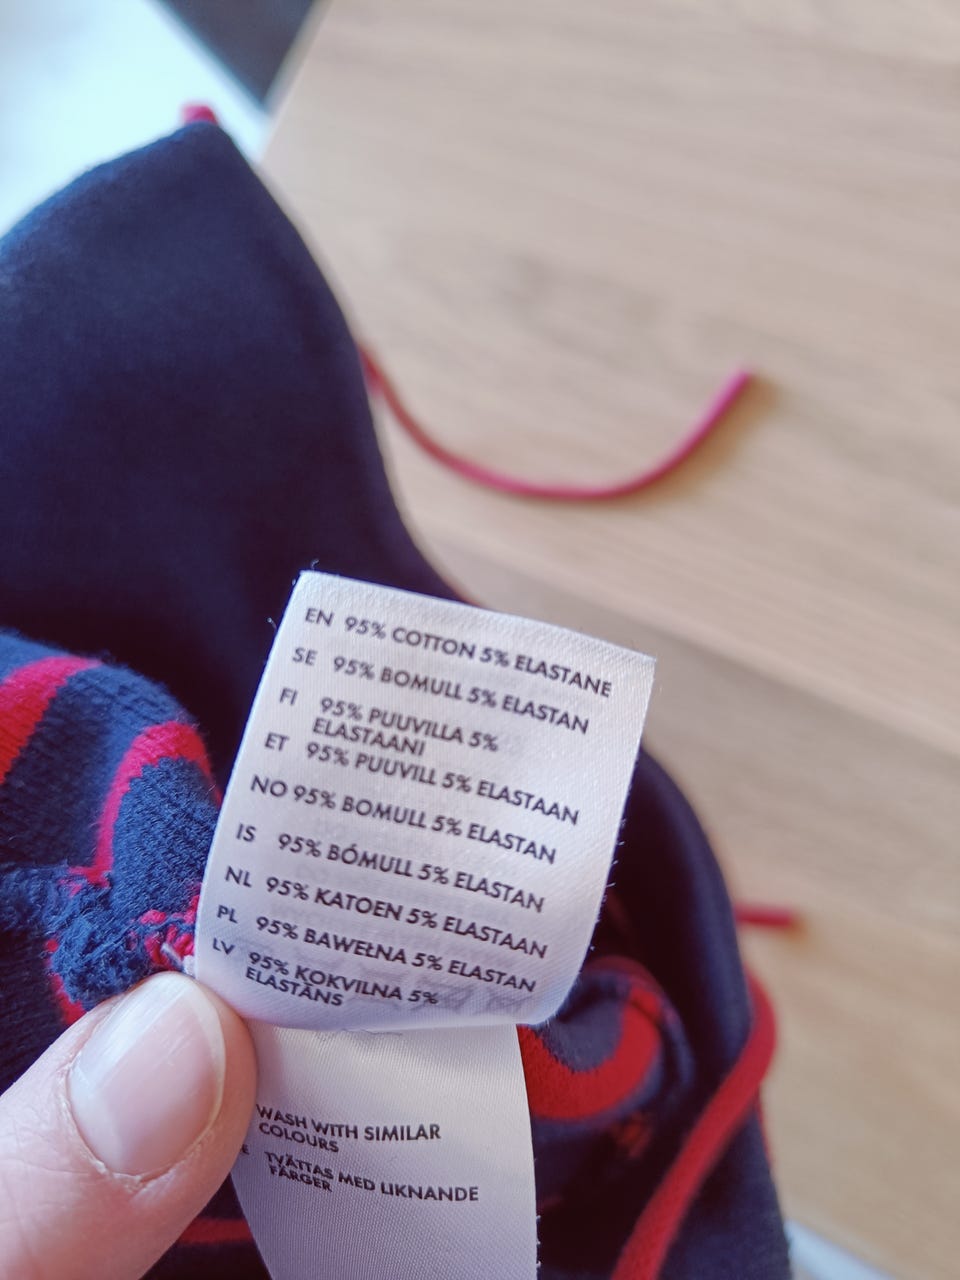 EN 95% COTTON 5% ELASTANE
SE 95% BOMULL 5% ELASTAN
FI 95% PUUVILLA 5%
ELASTAANI
ET 95% PUUVILL 5% ELASTAAN
NO 95% BOMULL 5% ELASTAN
IS 95% BÓMULL 5% ELASTAN
NL 95% KATOEN 5% ELASTAAN
PL 95% BAWEŁNA 5% ELASTAN
LV 95% KOKVILNA 5%
ELASTĀNS
WASH WITH SIMILAR
COLOURS
TVÄTTAS MED LIKNANDE
FÄRGER